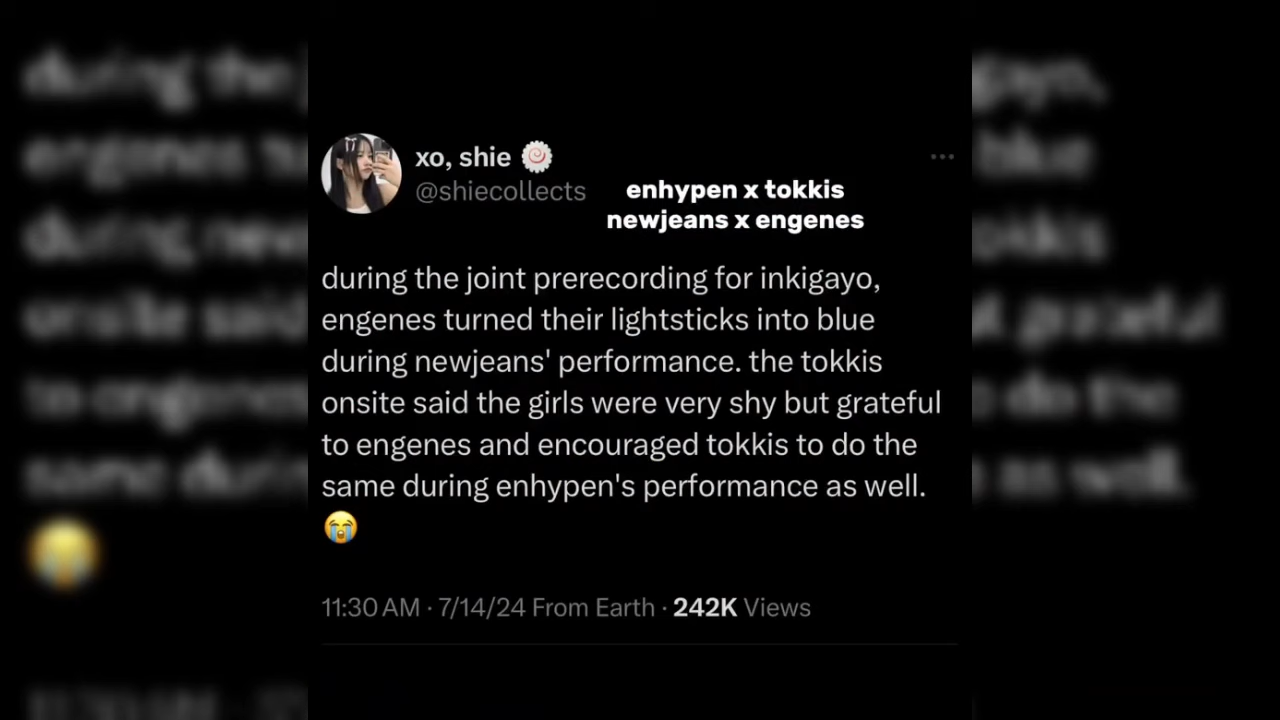 xo, shie 🍥
@shiecollects
enhypen x tokkis
newjeans x engenes
during the joint prerecording for inkigayo,
engenes turned their lightsticks into blue
during newjeans' performance. the tokkis
onsite said the girls were very shy but grateful
to engenes and encouraged tokkis to do the
same during enhypen's performance as well.
😭
11:30 AM · 7/14/24 From Earth · 242K Views